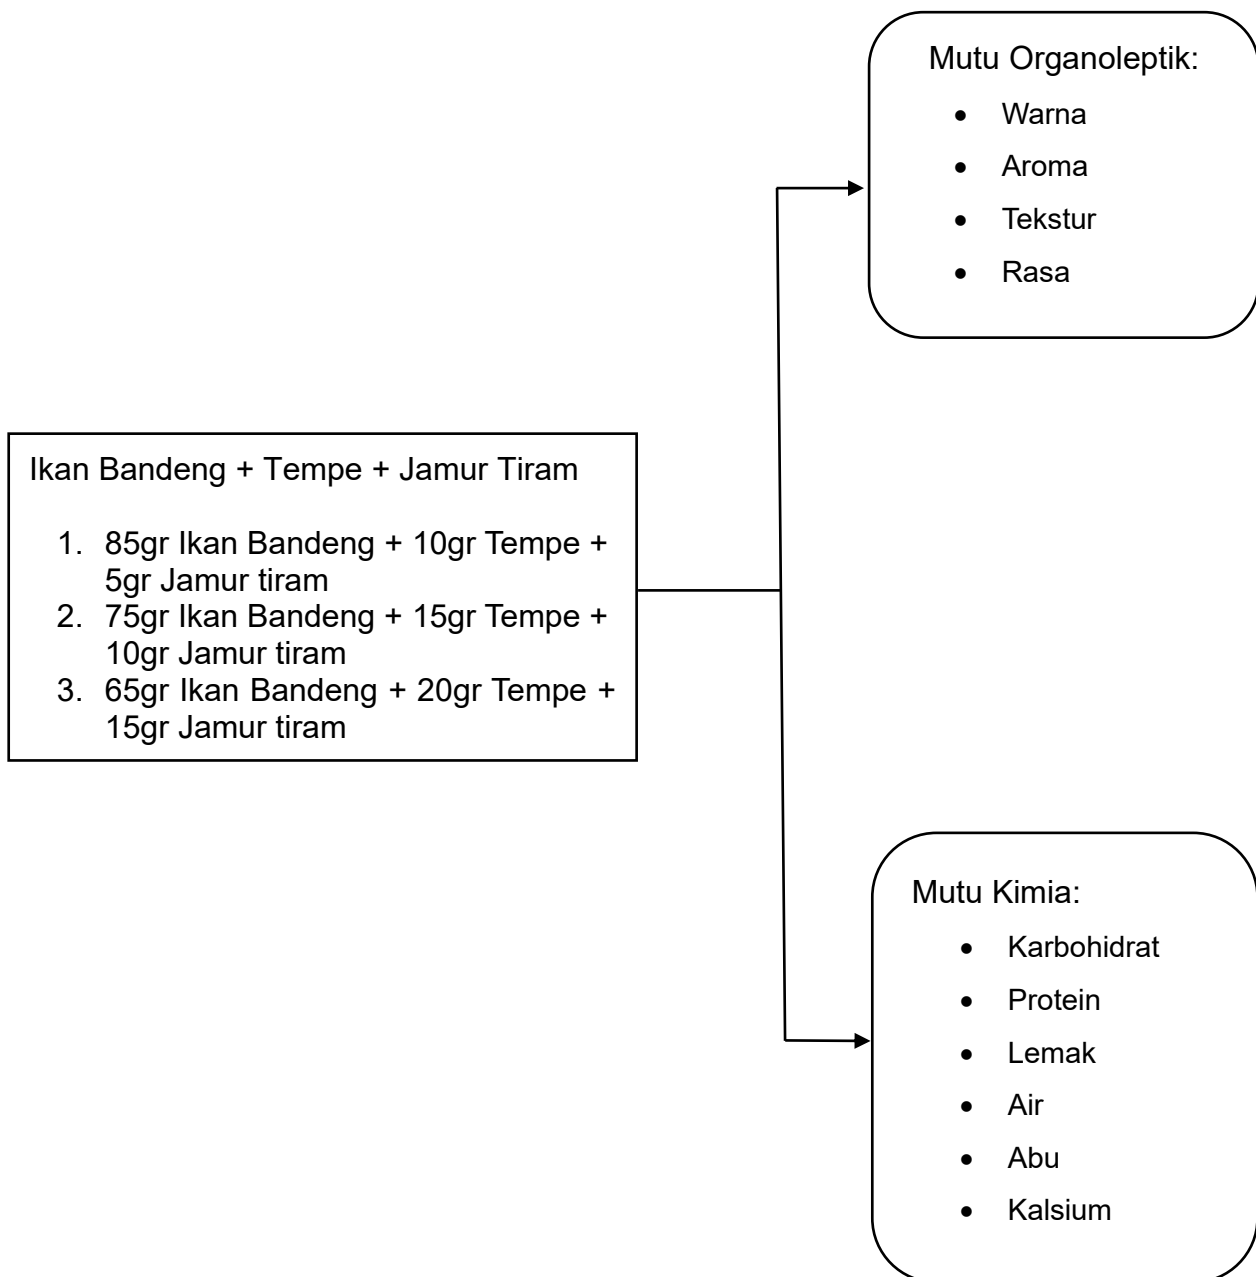 Mutu Organoleptik:
• Warna
• Aroma
• Tekstur
• Rasa
Ikan Bandeng + Tempe + Jamur Tiram
1. 85gr Ikan Bandeng + 10gr Tempe +
5gr Jamur tiram
2. 75gr Ikan Bandeng + 15gr Tempe +
10gr Jamur tiram
3. 65gr Ikan Bandeng + 20gr Tempe +
15gr Jamur tiram
Mutu Kimia:
• Karbohidrat
• Protein
• Lemak
• Air
• Abu
• Kalsium